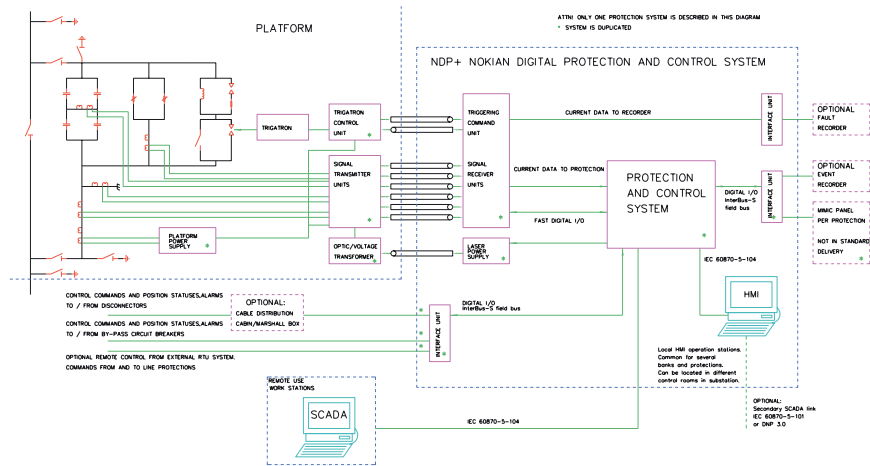 ATTN! ONLY ONE PROTECTION SYSTEM IS DESCRIBED IN THIS DIAGRAM
* SYSTEM IS DUPLICATED
PLATFORM
NDP+ NOKIAN DIGITAL PROTECTION AND CONTROL SYSTEM
TRIGATRON
TRIGATRON
CONTROL
UNIT
*
TRIGGERING
COMMAND
UNIT
CURRENT DATA TO RECORDER
INTERFACE UNIT
OPTIONAL
FAULT
RECORDER
SIGNAL
TRANSMITTER
UNITS
*
SIGNAL
RECEIVER
UNITS
*
CURRENT DATA TO PROTECTION
FAST DIGITAL I/O
PROTECTION
AND CONTROL
SYSTEM
*
DIGITAL I/O
InterBus-S
field bus
INTERFACE UNIT
*
OPTIONAL
EVENT
RECORDER
MIMIC PANEL
PER PROTECTION
NOT IN STANDARD
DELIVERY
*
PLATFORM
POWER
SUPPLY
*
OPTIC/VOLTAGE
TRANSFORMER
*
LASER
POWER
SUPPLY
*
IEC 60870-5-104
HMI
CONTROL COMMANDS AND POSITION STATUSES,ALARMS
TO / FROM DISCONNECTORS
OPTIONAL:
CABLE DISTRIBUTION
CABIN/MARSHALL BOX
CONTROL COMMANDS AND POSITION STATUSES,ALARMS
TO / FROM BY-PASS CIRCUIT BREAKERS
OPTIONAL REMOTE CONTROL FROM EXTERNAL RTU SYSTEM.
COMMANDS FROM AND TO LINE PROTECTIONS
*
*
*
INTERFACE UNIT
DIGITAL I/O
InterBus-S field bus
Local HMI operation stations.
Common for several
banks and protections.
Can be located in different
control rooms in substation.
REMOTE USE
WORK STATIONS
SCADA
IEC 60870-5-104
OPTIONAL:
Secondary SCADA link
IEC 60870-5-101
or DNP 3.0